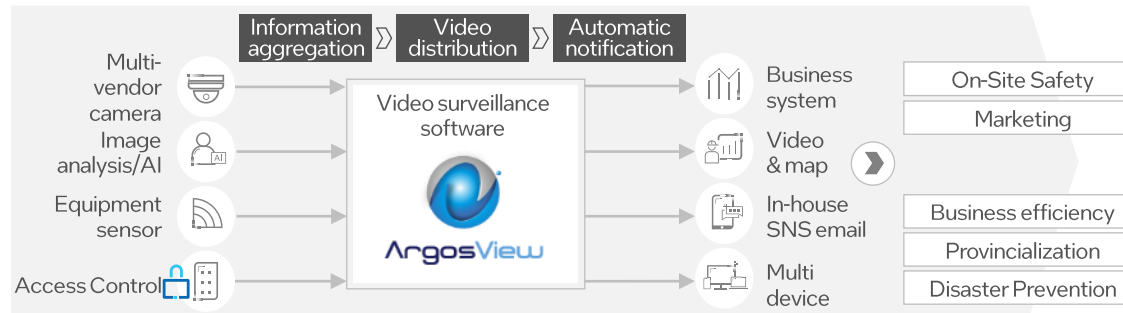 Information
aggregation
Video
distribution
Automatic
notification
Multi-
vendor
camera
Image
analysis/AI
AI
Equipment
sensor
Access Control
Video surveillance
software
ArgosView
Business
system
Video
& map
In-house
SNS email
Multi
device
On-Site Safety
Marketing
Business efficiency
Provincialization
Disaster Prevention